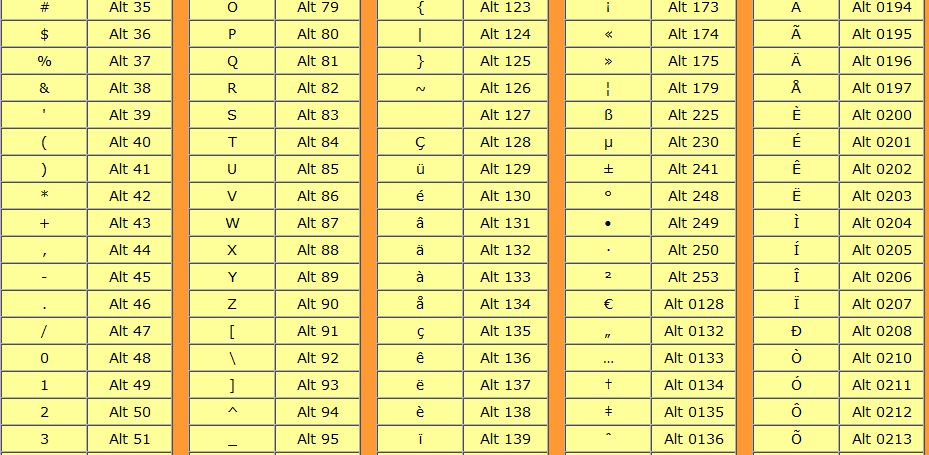 # Alt 35 O Alt 79 { Alt 123 ¡ Alt 173 Alt 0194
$ Alt 36 P Alt 80 | Alt 124 « Alt 174 Ã Alt 0195
% Alt 37 Q Alt 81 } Alt 125 » Alt 175 Ä Alt 0196
& Alt 38 R Alt 82 ~ Alt 126 ¦ Alt 179 Å Alt 0197
' Alt 39 S Alt 83 Alt 127 ß Alt 225 È Alt 0200
( Alt 40 T Alt 84 Ç Alt 128 µ Alt 230 É Alt 0201
) Alt 41 U Alt 85 ü Alt 129 ± Alt 241 Ê Alt 0202
* Alt 42 V Alt 86 é Alt 130 ° Alt 248 Ë Alt 0203
+ Alt 43 W Alt 87 â Alt 131 • Alt 249 Ì Alt 0204
, Alt 44 X Alt 88 ä Alt 132 · Alt 250 Í Alt 0205
- Alt 45 Y Alt 89 à Alt 133 ² Alt 253 Î Alt 0206
. Alt 46 Z Alt 90 å Alt 134 € Alt 0128 Ï Alt 0207
/ Alt 47 [ Alt 91 ç Alt 135 „ Alt 0132 Ð Alt 0208
0 Alt 48 \ Alt 92 ê Alt 136 … Alt 0133 Ò Alt 0210
1 Alt 49 ] Alt 93 ë Alt 137 † Alt 0134 Ó Alt 0211
2 Alt 50 ^ Alt 94 è Alt 138 ‡ Alt 0135 Ô Alt 0212
3 Alt 51 _ Alt 95 ï Alt 139 ˆ Alt 0136 Õ Alt 0213